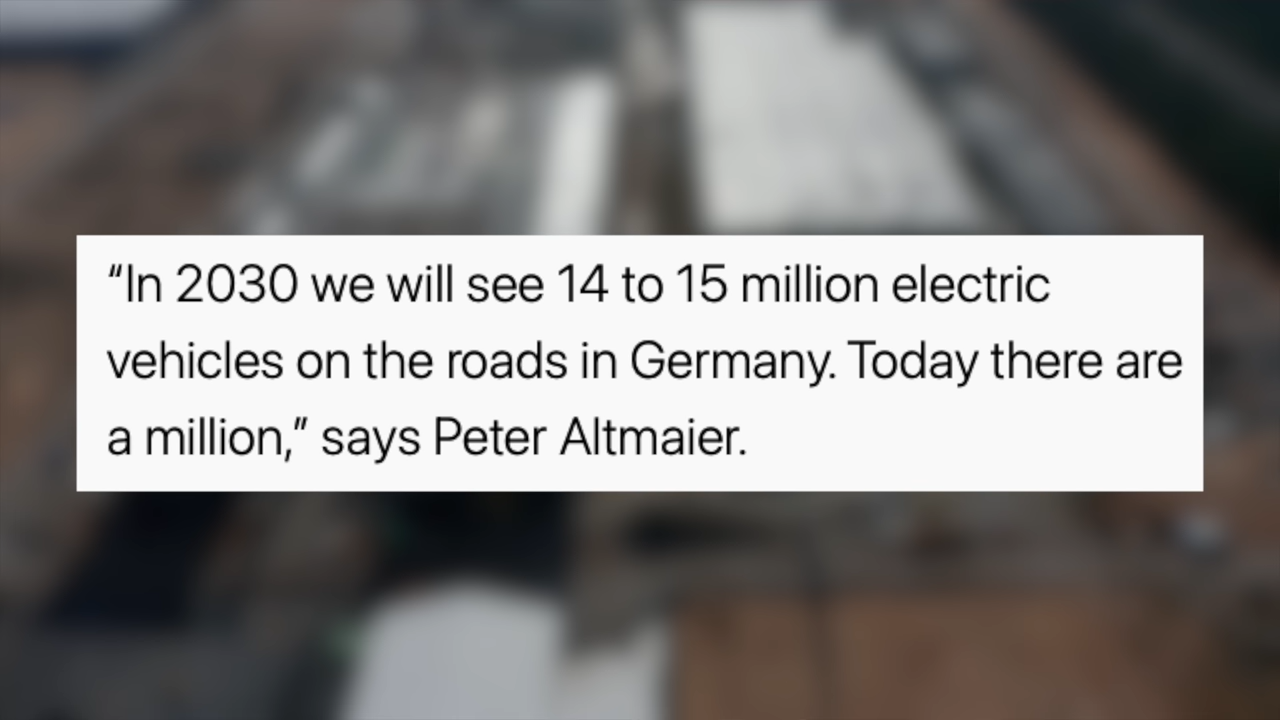 “In 2030 we will see 14 to 15 million electric
vehicles on the roads in Germany. Today there are
a million,” says Peter Altmaier.